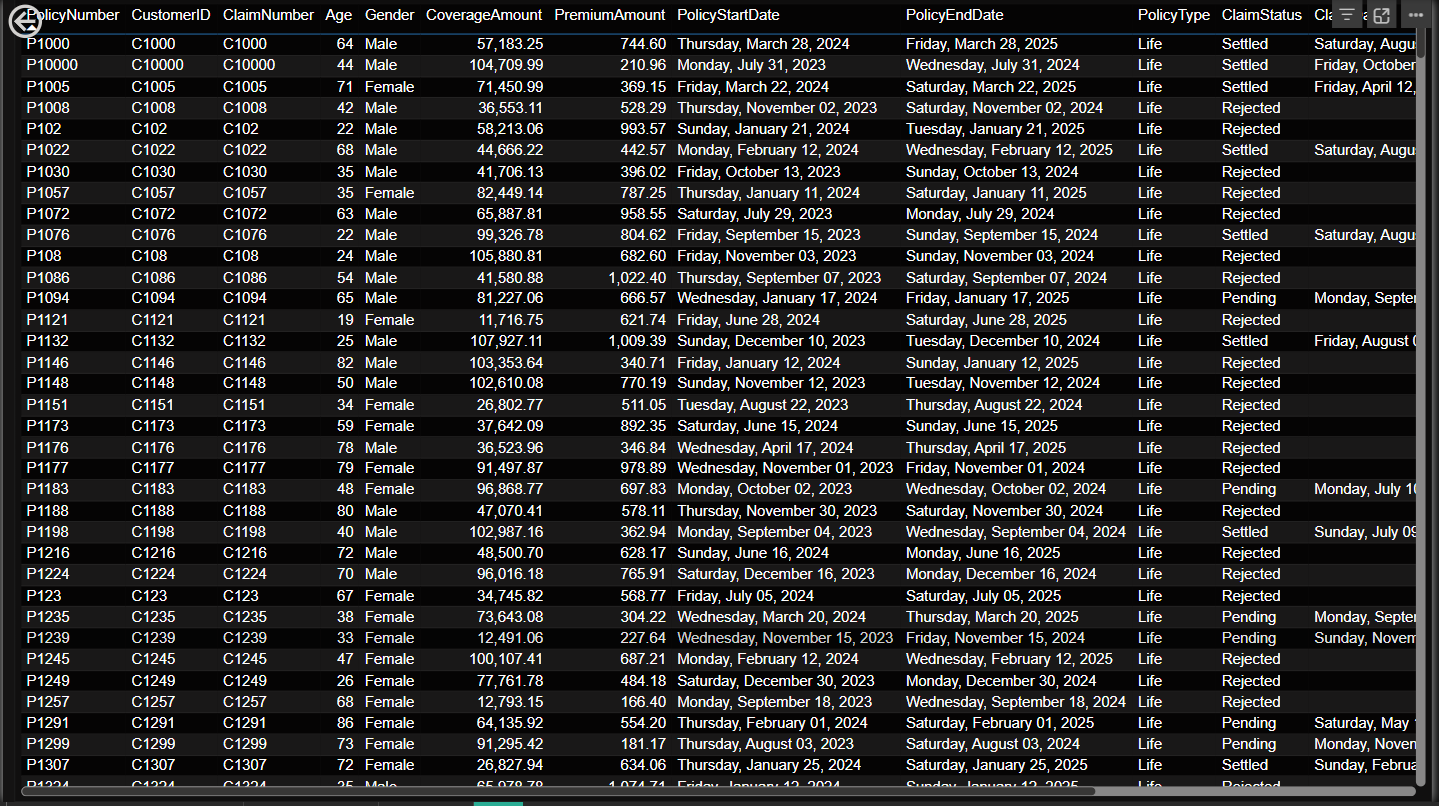 PolicyNumber CustomerID ClaimNumber Age Gender CoverageAmount PremiumAmount PolicyStartDate PolicyEndDate PolicyType ClaimStatus
P1000 C1000 C1000 64 Male 57,183.25 744.60 Thursday, March 28, 2024 Friday, March 28, 2025 Life Settled Saturday, Augu
P10000 C10000 C10000 44 Male 104,709.99 210.96 Monday, July 31, 2023 Wednesday, July 31, 2024 Life Settled Friday, October
P1005 C1005 C1005 71 Female 71,450.99 369.15 Friday, March 22, 2024 Saturday, March 22, 2025 Life Settled Friday, April 12,
P1008 C1008 C1008 42 Male 36,553.11 528.29 Thursday, November 02, 2023 Saturday, November 02, 2024 Life Rejected
P102 C102 C102 22 Male 58,213.06 993.57 Sunday, January 21, 2024 Tuesday, January 21, 2025 Life Rejected
P1022 C1022 C1022 68 Male 44,666.22 442.57 Monday, February 12, 2024 Wednesday, February 12, 2025 Life Settled Saturday, Augu
P1030 C1030 C1030 35 Male 41,706.13 396.02 Friday, October 13, 2023 Sunday, October 13, 2024 Life Rejected
P1057 C1057 C1057 35 Female 82,449.14 787.25 Thursday, January 11, 2024 Saturday, January 11, 2025 Life Rejected
P1072 C1072 C1072 63 Male 65,887.81 958.55 Saturday, July 29, 2023 Monday, July 29, 2024 Life Rejected
P1076 C1076 C1076 22 Male 99,326.78 804.62 Friday, September 15, 2023 Sunday, September 15, 2024 Life Settled Saturday, Augu
P108 C108 C108 24 Male 105,880.81 682.60 Friday, November 03, 2023 Sunday, November 03, 2024 Life Rejected
P1086 C1086 C1086 54 Male 41,580.88 1,022.40 Thursday, September 07, 2023 Saturday, September 07, 2024 Life Rejected
P1094 C1094 C1094 65 Male 81,227.06 666.57 Wednesday, January 17, 2024 Friday, January 17, 2025 Life Pending Monday, Septe
P1121 C1121 C1121 19 Female 11,716.75 621.74 Friday, June 28, 2024 Saturday, June 28, 2025 Life Rejected
P1132 C1132 C1132 25 Male 107,927.11 1,009.39 Sunday, December 10, 2023 Tuesday, December 10, 2024 Life Settled Friday, August
P1146 C1146 C1146 82 Male 103,353.64 340.71 Friday, January 12, 2024 Sunday, January 12, 2025 Life Rejected
P1148 C1148 C1148 50 Male 102,610.08 770.19 Sunday, November 12, 2023 Tuesday, November 12, 2024 Life Rejected
P1151 C1151 C1151 34 Female 26,802.77 511.05 Tuesday, August 22, 2023 Thursday, August 22, 2024 Life Rejected
P1173 C1173 C1173 59 Female 37,642.09 892.35 Saturday, June 15, 2024 Sunday, June 15, 2025 Life Rejected
P1176 C1176 C1176 78 Male 36,523.96 346.84 Wednesday, April 17, 2024 Thursday, April 17, 2025 Life Rejected
P1177 C1177 C1177 79 Female 91,497.87 978.89 Wednesday, November 01, 2023 Friday, November 01, 2024 Life Rejected
P1183 C1183 C1183 48 Female 96,868.77 697.83 Monday, October 02, 2023 Wednesday, October 02, 2024 Life Pending Monday, July 1
P1188 C1188 C1188 80 Male 47,070.41 578.11 Thursday, November 30, 2023 Saturday, November 30, 2024 Life Rejected
P1198 C1198 C1198 40 Male 102,987.16 362.94 Monday, September 04, 2023 Wednesday, September 04, 2024 Life Settled Sunday, July 09
P1216 C1216 C1216 72 Male 48,500.70 628.17 Sunday, June 16, 2024 Monday, June 16, 2025 Life Rejected
P1224 C1224 C1224 70 Male 96,016.18 765.91 Saturday, December 16, 2023 Monday, December 16, 2024 Life Rejected
P123 C123 C123 67 Female 34,745.82 568.77 Friday, July 05, 2024 Saturday, July 05, 2025 Life Rejected
P1235 C1235 C1235 38 Female 73,643.08 304.22 Wednesday, March 20, 2024 Thursday, March 20, 2025 Life Pending Monday, Septe
P1239 C1239 C1239 33 Female 12,491.06 227.64 Wednesday, November 15, 2023 Friday, November 15, 2024 Life Pending Sunday, Novem
P1245 C1245 C1245 47 Female 100,107.41 687.21 Monday, February 12, 2024 Wednesday, February 12, 2025 Life Rejected
P1249 C1249 C1249 26 Female 77,761.78 484.18 Saturday, December 30, 2023 Monday, December 30, 2024 Life Rejected
P1257 C1257 C1257 68 Female 12,793.15 166.40 Monday, September 18, 2023 Wednesday, September 18, 2024 Life Rejected
P1291 C1291 C1291 86 Female 64,135.92 554.20 Thursday, February 01, 2024 Saturday, February 01, 2025 Life Pending Saturday, May
P1299 C1299 C1299 73 Female 91,295.42 181.17 Thursday, August 03, 2023 Saturday, August 03, 2024 Life Pending Monday, Novem
P1307 C1307 C1307 72 Female 26,827.94 634.06 Thursday, January 25, 2024 Saturday, January 25, 2025 Life Settled Sunday, Februa